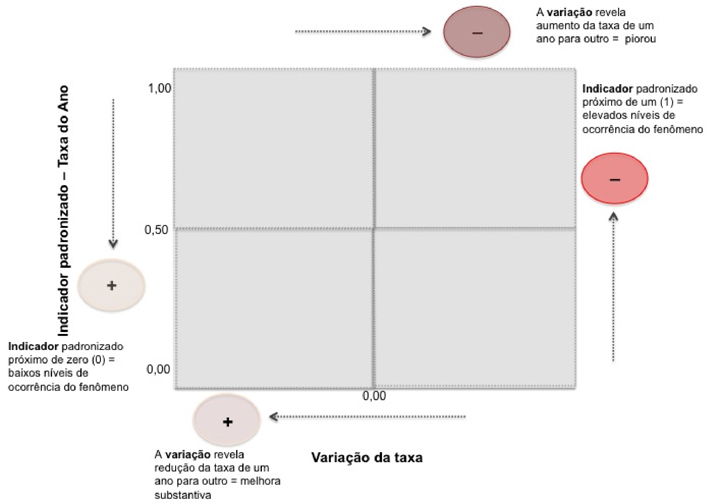 –
A variação revela
aumento da taxa de um
ano para outro = piorou
Indicador padronizado
próximo de um (1) =
elevados níveis de
ocorrência do fenômeno
–
Indicador padronizado – Taxa do Ano
1,00
0,50
0,00
+
Indicador padronizado
próximo de zero (0) =
baixos níveis de
ocorrência do fenômeno
0,00
+
A variação revela
redução da taxa de um
ano para outro = melhora
substantiva
Variação da taxa